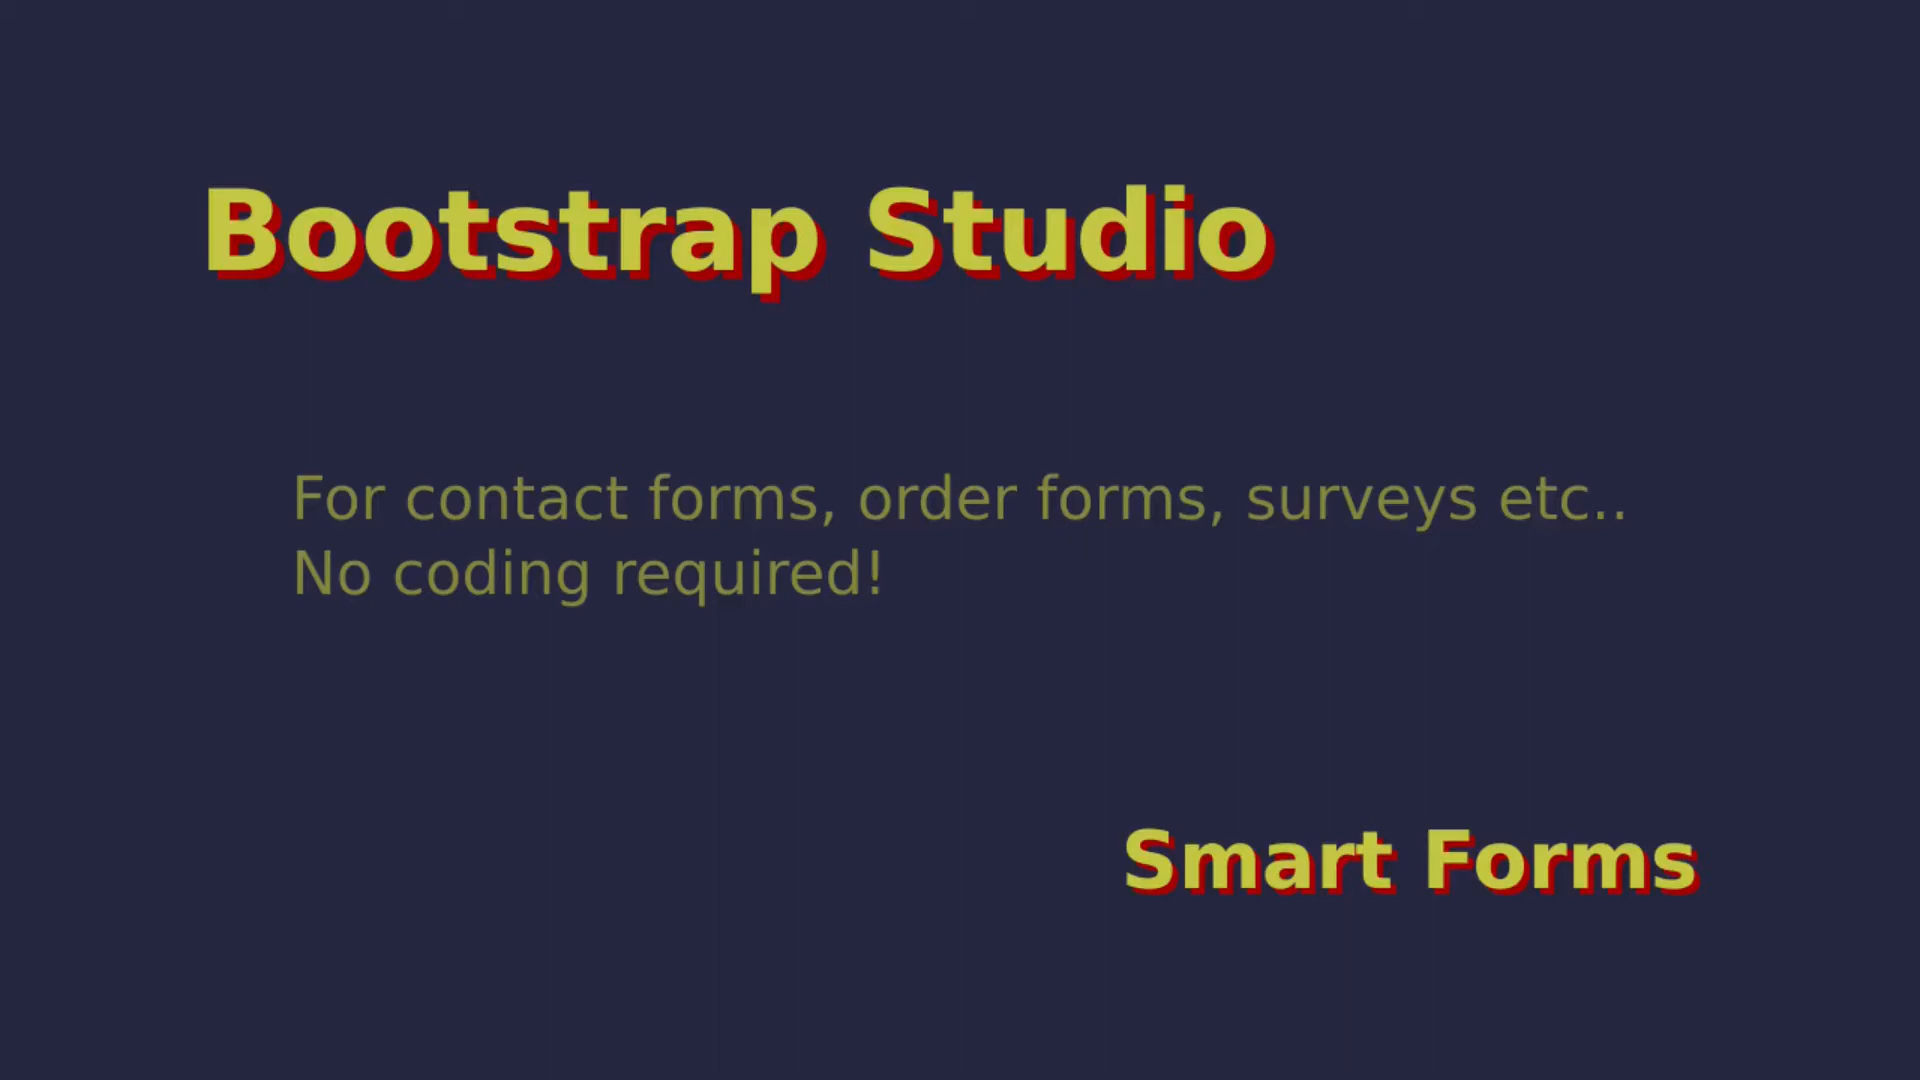 Bootstrap Studio
For contact forms, order forms, surveys etc..
No coding required!
Smart Forms